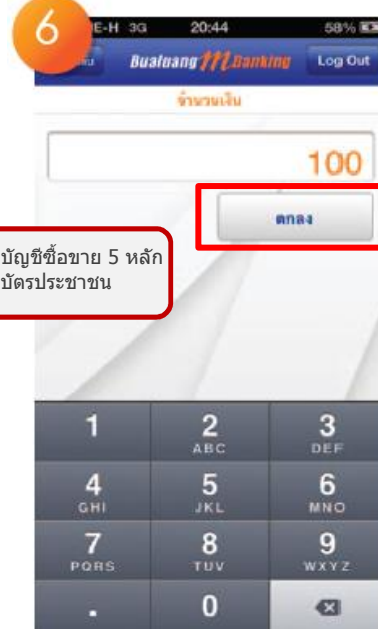 6
E-H 3G 20:44 58%
Bualuang mBanking Log Out
จำนวนเงิน
100
ตกลง
บัญชีซื้อขาย 5 หลัก
บัตรประชาชน
1 2 ABC 3 DEF
4 GHI 5 JKL 6 MNO
7 PQRS 8 TUV 9 WXYZ
. 0